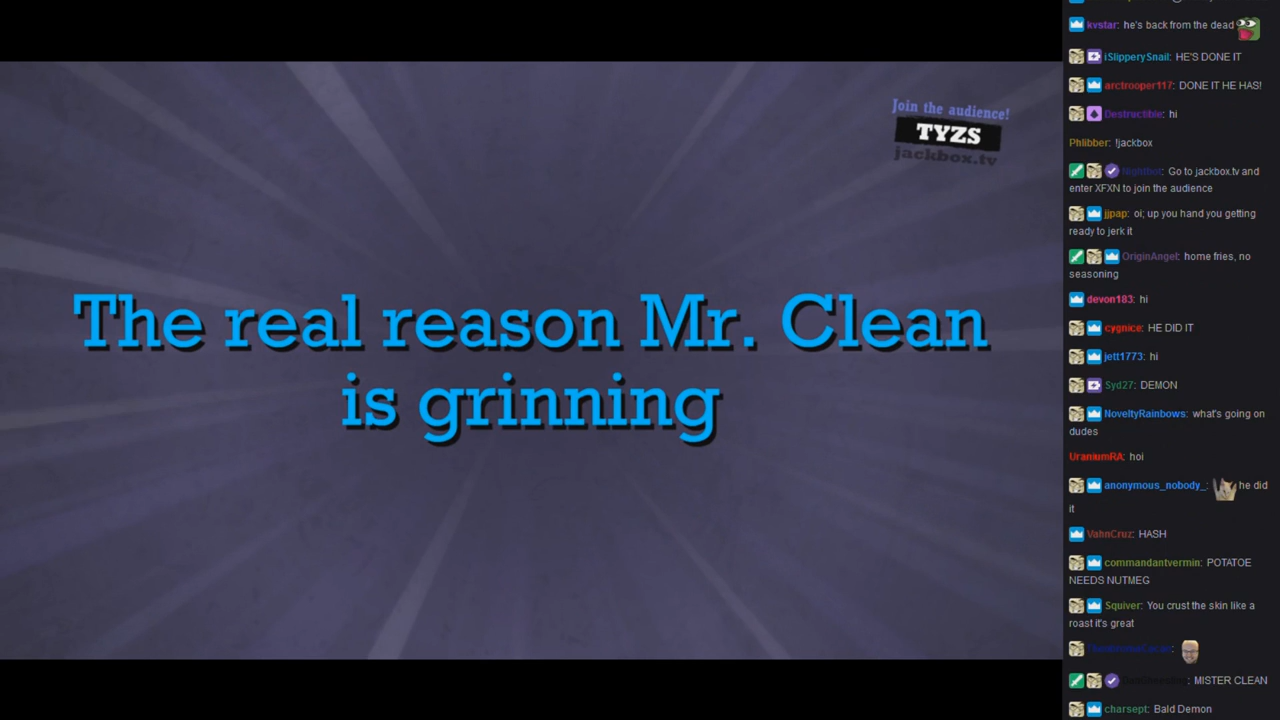 Join the audience!
TYZS
jackbox.tv
The real reason Mr. Clean
is grinning
kvstar: he's back from the dead
iSlipperySnail: HE'S DONE IT
arctrooper117: DONE IT HE HAS!
Destructible: hi
Phlibber: !jackbox
Nightbot: Go to jackbox.tv and
enter XFXN to join the audience
jjpap: oi; up you hand you getting
ready to jerk it
OriginAngel: home fries, no
seasoning
devon183: hi
cygnice: HE DID IT
jett1773: hi
Syd27: DEMON
NoveltyRainbows: what's going on
dudes
UraniumRA: hoi
anonymous_nobody_: he did
it
VahnCruz: HASH
commandantvermin: POTATOE
NEEDS NUTMEG
Squiver: You crust the skin like a
roast it's great
: MISTER CLEAN
charsept: Bald Demon